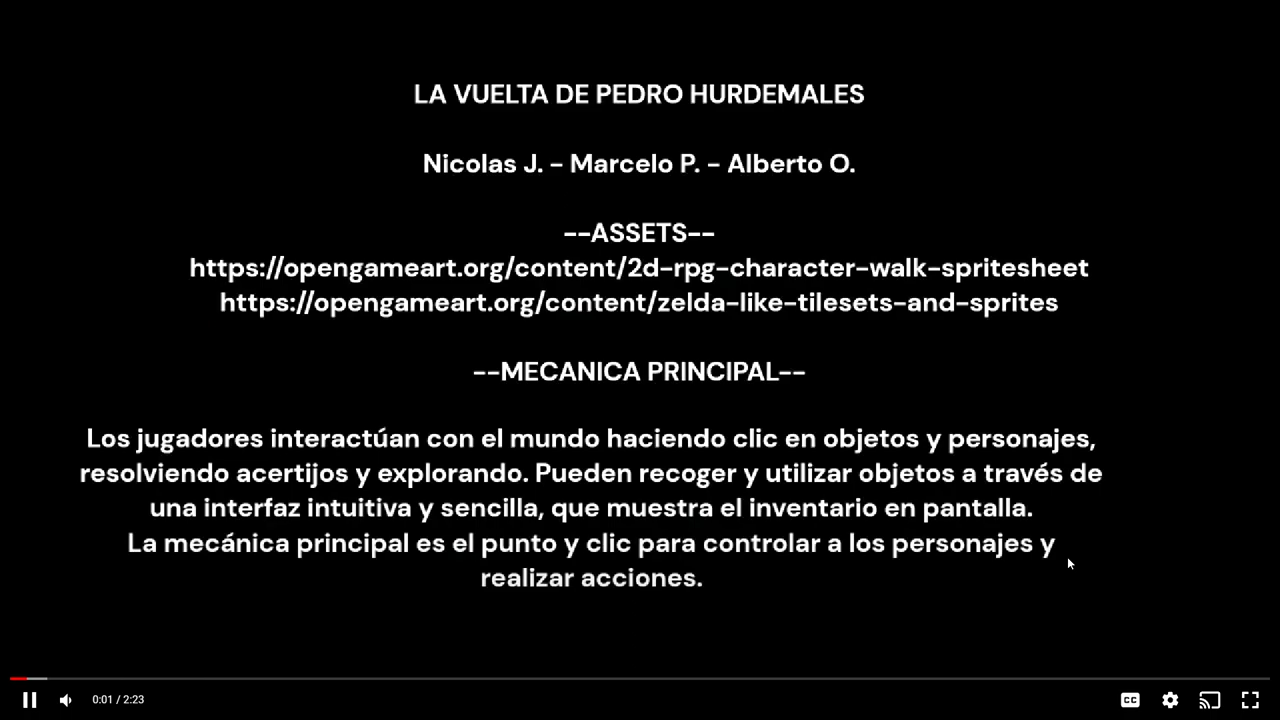 LA VUELTA DE PEDRO HURDEMALES
Nicolas J. - Marcelo P. - Alberto O.
--ASSETS--
https://opengameart.org/content/2d-rpg-character-walk-spritesheet
https://opengameart.org/content/zelda-like-tilesets-and-sprites
--MECANICA PRINCIPAL--
Los jugadores interactúan con el mundo haciendo clic en objetos y personajes,
resolviendo acertijos y explorando. Pueden recoger y utilizar objetos a través de
una interfaz intuitiva y sencilla, que muestra el inventario en pantalla.
La mecánica principal es el punto y clic para controlar a los personajes y
realizar acciones.
0:01 / 2:23
CC